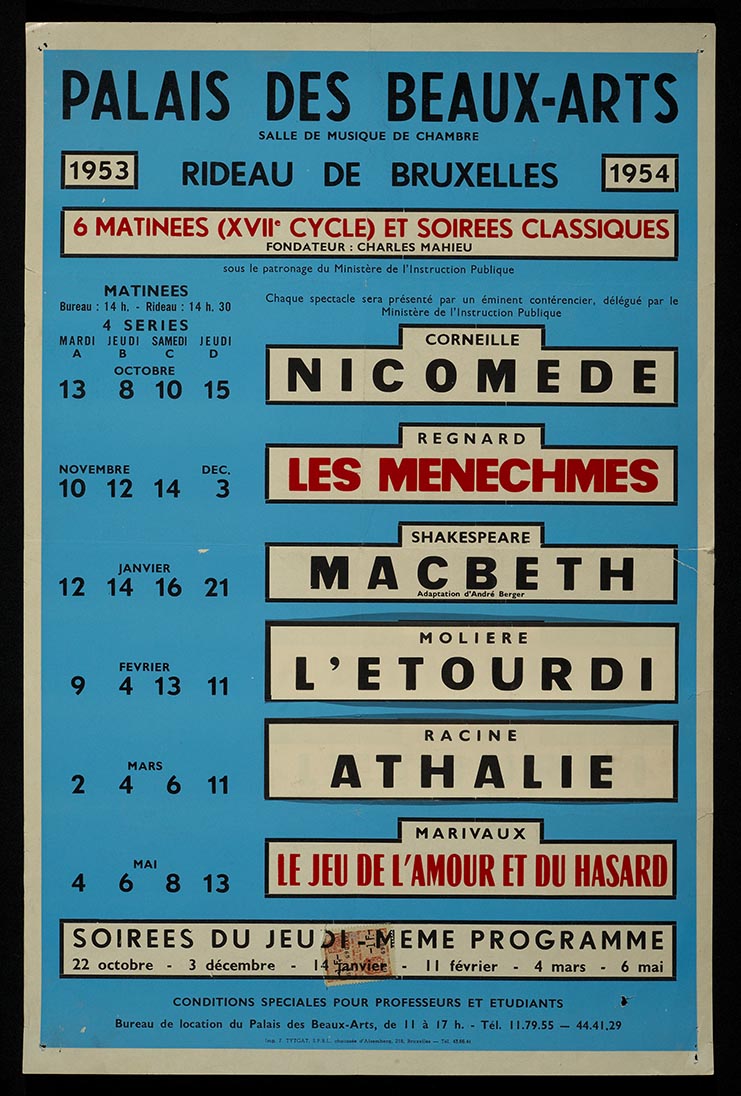 PALAIS DES BEAUX-ARTS
SALLE DE MUSIQUE DE CHAMBRE
1953 RIDEAU DE BRUXELLES 1954
6 MATINEES (XVIIe CYCLE) ET SOIREES CLASSIQUES
FONDATEUR : CHARLES MAHIEU
sous le patronage du Ministère de l'Instruction Publique
MATINEES
Bureau : 14 h. - Rideau : 14 h. 30
4 SERIES
MARDI JEUDI SAMEDI JEUDI
A B C D
Chaque spectacle sera présenté par un éminent contérencier, délégué par le
Ministère de l'Instruction Publique
OCTOBRE
13 8 10 15
CORNEILLE
NICOMEDE
NOVEMBRE DEC.
10 12 14 3
REGNARD
LES MENECHMES
JANVIER
12 14 16 21
SHAKESPEARE
MACBETH
Adaptation d'André Berger
FEVRIER
9 4 13 11
MOLIERE
L'ETOURDI
MARS
2 4 6 11
RACINE
ATHALIE
MAI
4 6 8 13
MARIVAUX
LE JEU DE L'AMOUR ET DU HASARD
SOIREES DU JEUDI - MEME PROGRAMME
22 octobre - 3 décembre - 14 janvier - 11 février - 4 mars - 6 mai
CONDITIONS SPECIALES POUR PROFESSEURS ET ETUDIANTS
Bureau de location du Palais des Beaux-Arts, de 11 à 17 h. - Tél. 11.79.55 — 44.41.29
Imp. F. TYTGAT, S.P.R.L. chaussée d'Alsemberg, Bruxelles — Tél.